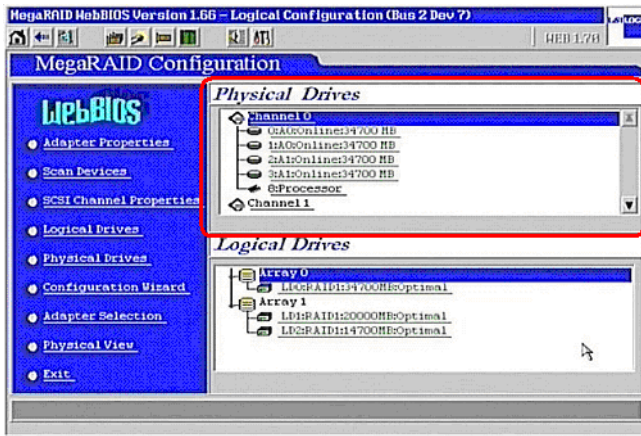 MegaRAID WebBIOS Version 1.66 - Logical Configuration (Bus 2 Dev 7)
LSI LOGIC
WEB 1.70
MegaRAID Configuration
WebBIOS
Adapter Properties
Scan Devices
SCSI Channel Properties
Logical Drives
Physical Drives
Configuration Wizard
Adapter Selection
Physical View
Exit
Physical Drives
Channel 0
0:A0:Online:34700 MB
1:A0:Online:34700 MB
2:A1:Online:34700 MB
3:A1:Online:34700 MB
6:Processor
Channel 1
Logical Drives
Array 0
LD0:RAID1:34700MB:Optimal
Array 1
LD1:RAID1:20000MB:Optimal
LD2:RAID1:14700MB:Optimal